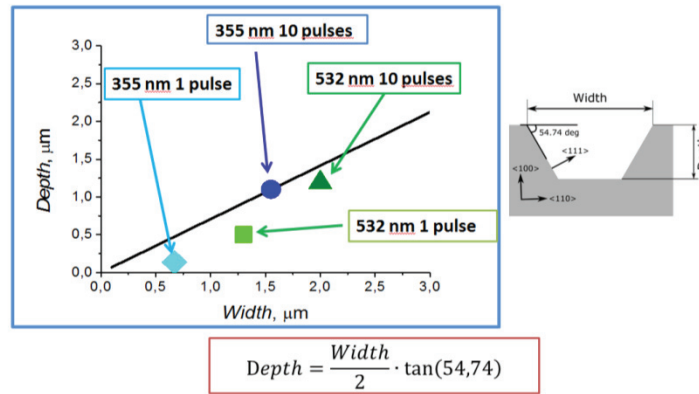 355 nm 10 pulses
355 nm 1 pulse
532 nm 10 pulses
532 nm 1 pulse
Depth, μm
3,0
2,5
2,0
1,5
1,0
0,5
0,0
0,0 0,5 1,0 1,5 2,0 2,5 3,0
Width, μm
Width
54.74 deg
<111>
<100>
<110>
Depth = Width / 2 · tan(54,74)